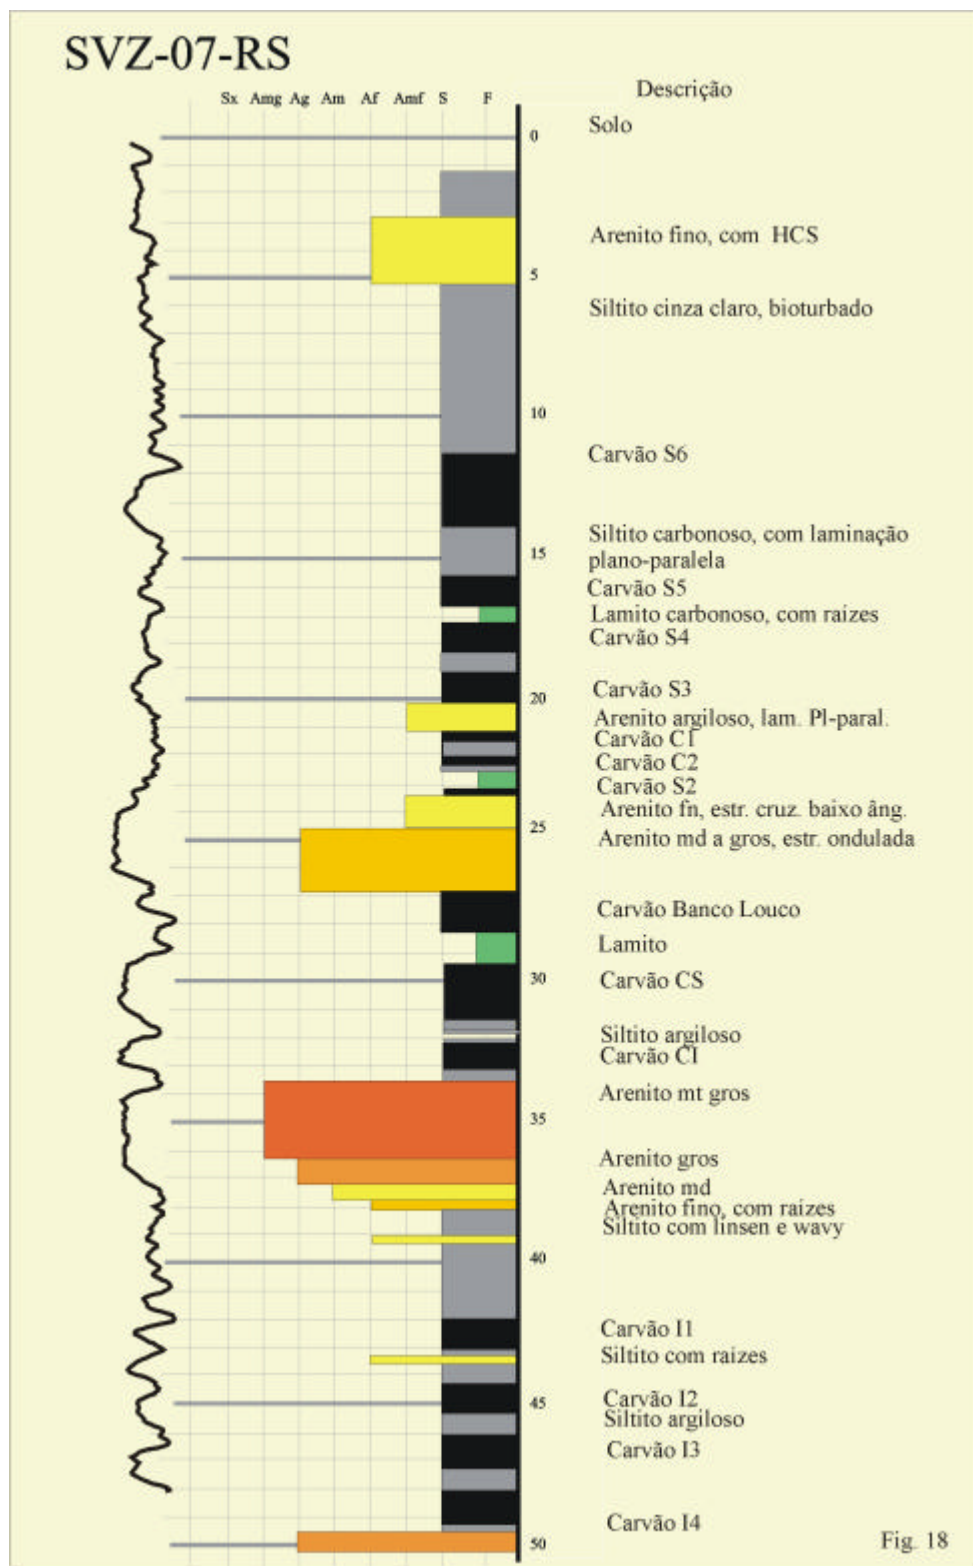 SVZ-07-RS
Descrição
Sx Amg Ag Am Af Amf S F
0
Solo
Arenito fino, com HCS
5
Siltito cinza claro, bioturbado
10
Carvão S6
Siltito carbonoso, com laminação
15
plano-paralela
Carvão S5
Lamito carbonoso, com raízes
Carvão S4
20
Carvão S3
Arenito argiloso, lam. Pl-paral.
Carvão C1
Carvão C2
Carvão S2
Arenito fn, estr. cruz. baixo âng.
25
Arenito md a gros, estr. ondulada
Carvão Banco Louco
Lamito
30
Carvão CS
Siltito argiloso
Carvão CI
Arenito mt gros
35
Arenito gros
Arenito md
Arenito fino, com raízes
Siltito com linsen e wavy
40
Carvão I1
Siltito com raizes
45
Carvão I2
Siltito argiloso
Carvão I3
Carvão I4
50
Fig. 18